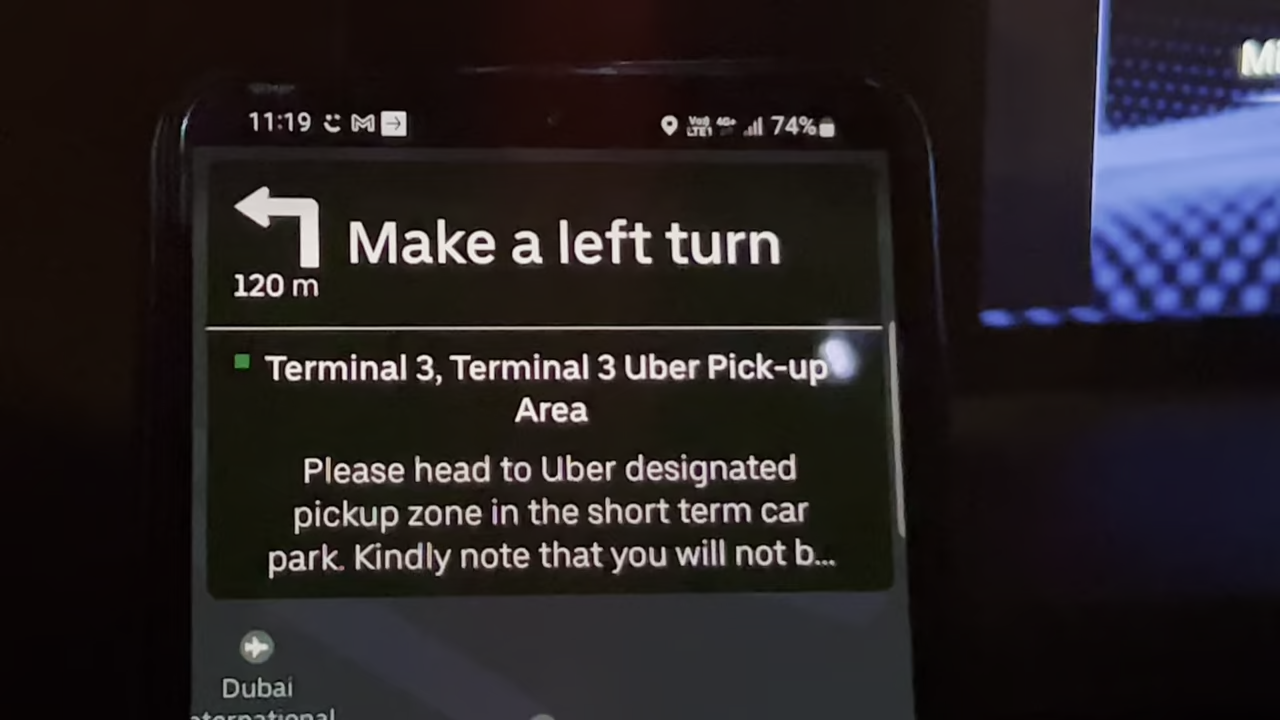 11:19 74%
Make a left turn
120 m
Terminal 3, Terminal 3 Uber Pick-up
Area
Please head to Uber designated
pickup zone in the short term car
park. Kindly note that you will not b...
Dubai